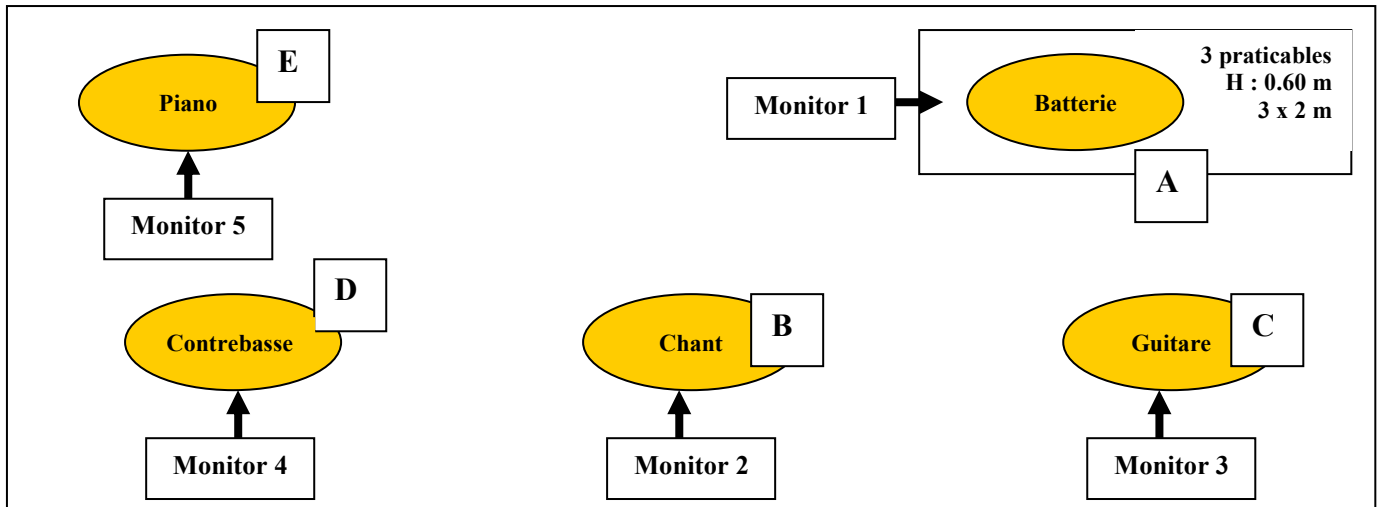 E
Piano
Monitor 5
Monitor 1
Batterie
3 praticables
H : 0.60 m
3 x 2 m
A
D
Contrebasse
Monitor 4
B
Chant
Monitor 2
C
Guitare
Monitor 3